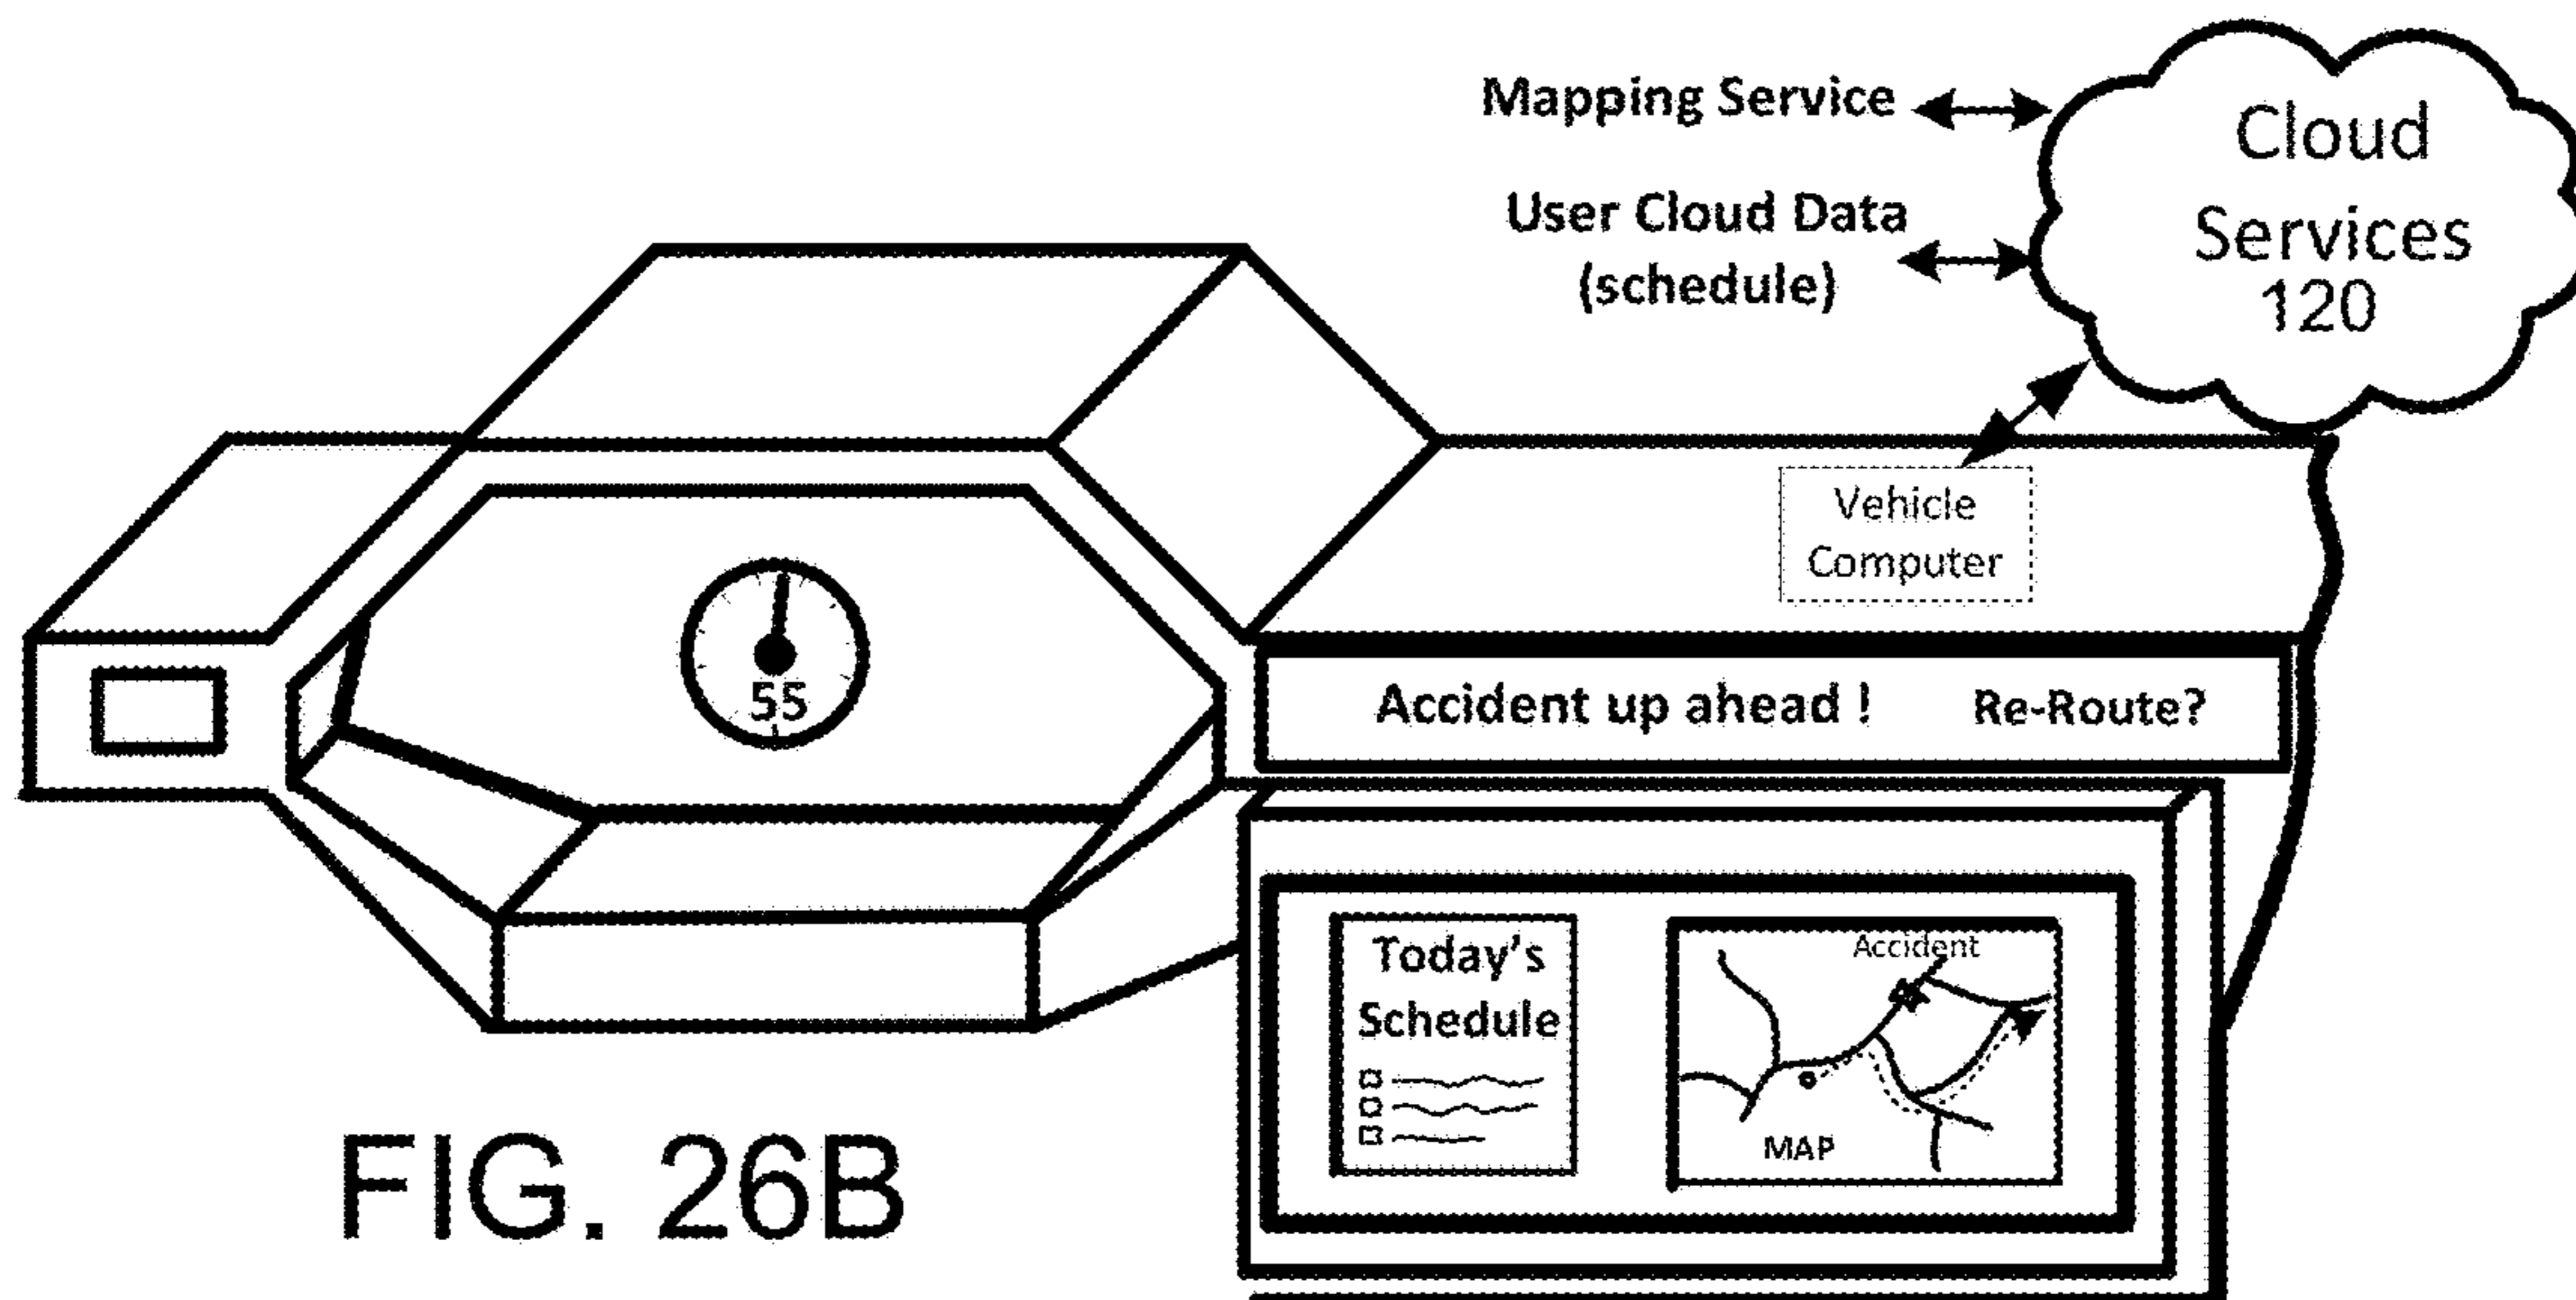 Mapping Service
Cloud
Services
120
User Cloud Data
(schedule)
Vehicle
Computer
55
Accident up ahead ! Re-Route?
Today's
Schedule
Accident
MAP
FIG. 26B